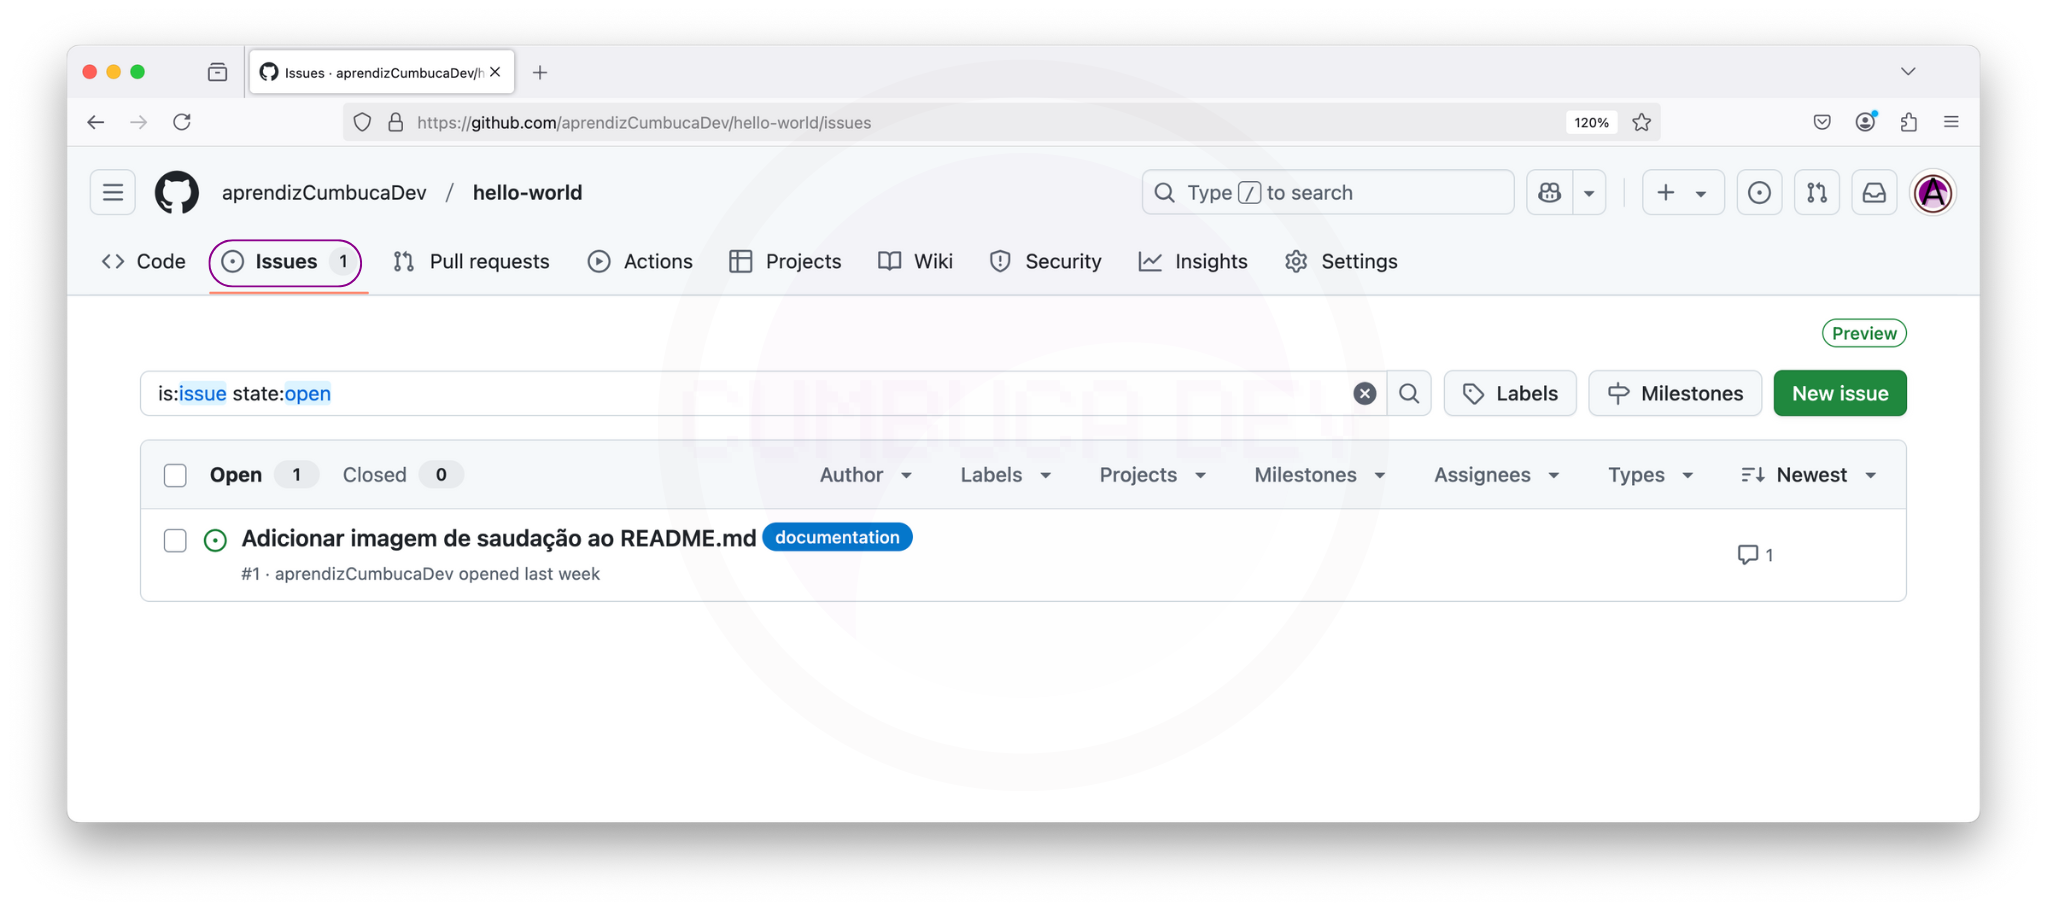 Issues · aprendizCumbucaDev/h
https://github.com/aprendizCumbucaDev/hello-world/issues
120%
aprendizCumbucaDev / hello-world
Type / to search
Code
Issues 1
Pull requests
Actions
Projects
Wiki
Security
Insights
Settings
Preview
is:issue state:open
Labels
Milestones
New issue
Open 1
Closed 0
Author
Labels
Projects
Milestones
Assignees
Types
Newest
Adicionar imagem de saudação ao README.md documentation
1
#1 · aprendizCumbucaDev opened last week
CUMBUCA DEV
A